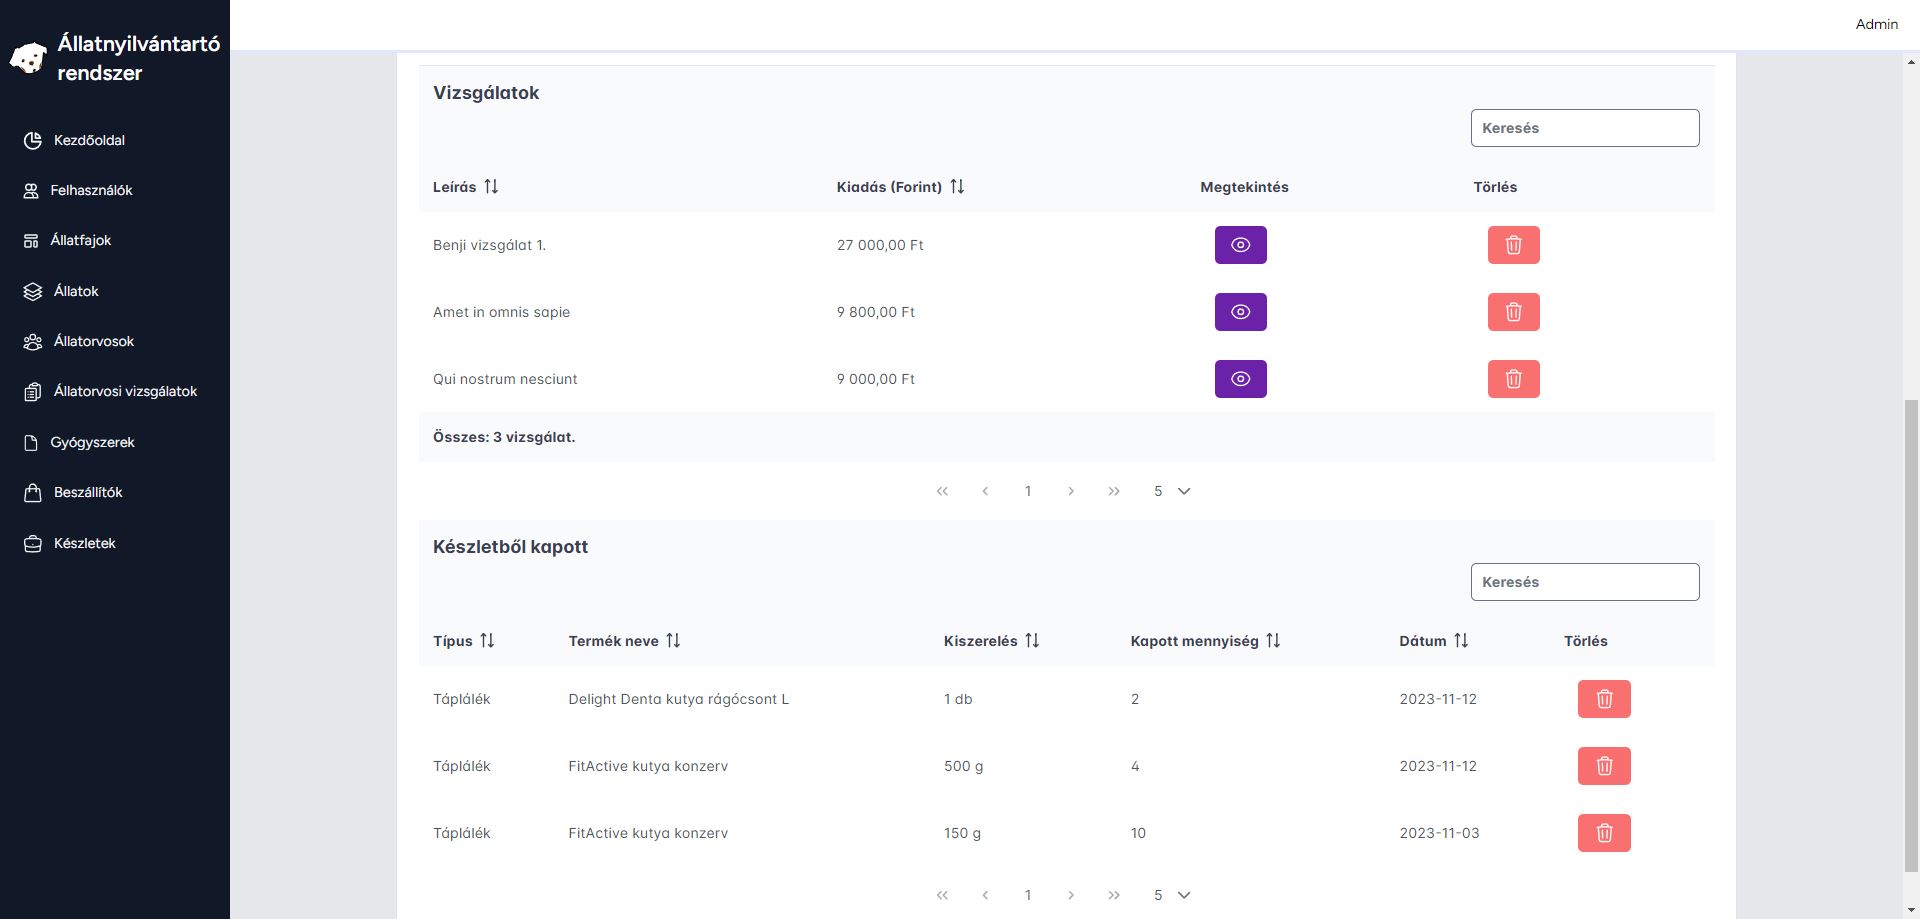 Állatnyilvántartó
rendszer
Admin
Kezdőoldal
Felhasználók
Állatfajok
Állatok
Állatorvosok
Állatorvosi vizsgálatok
Gyógyszerek
Beszállítók
Készletek
Vizsgálatok
Keresés
Leírás Kiadás (Forint) Megtekintés Törlés
Benji vizsgálat 1. 27 000,00 Ft
Amet in omnis sapie 9 800,00 Ft
Qui nostrum nesciunt 9 000,00 Ft
Összes: 3 vizsgálat.
« ‹ 1 › » 5
Készletből kapott
Keresés
Típus Termék neve Kiszerelés Kapott mennyiség Dátum Törlés
Táplálék Delight Denta kutya rágócsont L 1 db 2 2023-11-12
Táplálék FitActive kutya konzerv 500 g 4 2023-11-12
Táplálék FitActive kutya konzerv 150 g 10 2023-11-03
« ‹ 1 › » 5